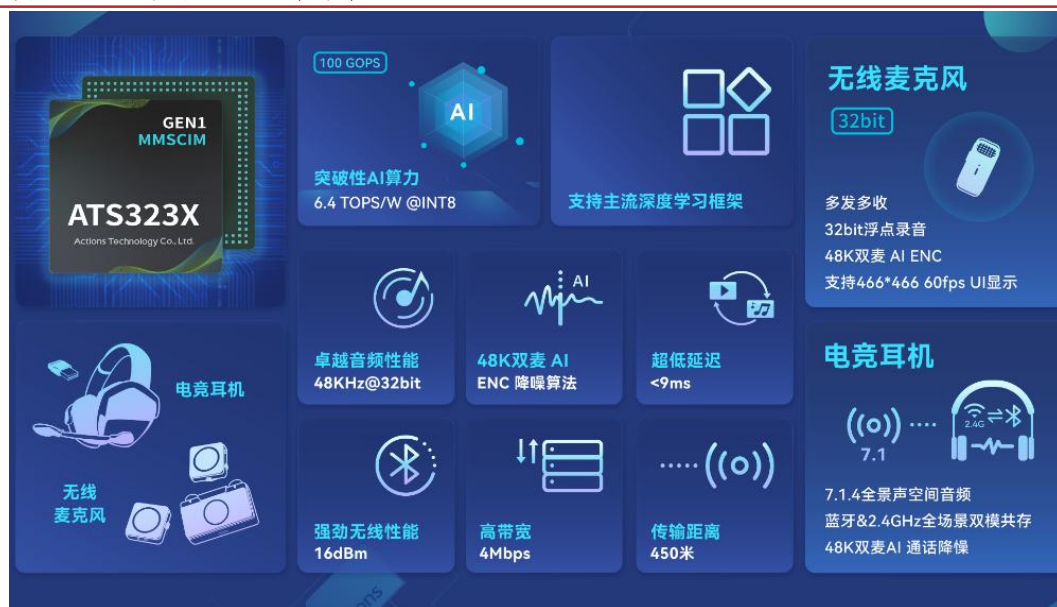 GEN1
MMSCIM
ATS323X
Actions Technology Co., Ltd.
100 GOPS
AI
突破性AI算力
6.4 TOPS/W @INT8
支持主流深度学习框架
无线麦克风
32bit
多发多收
32bit浮点录音
48K双麦 AI ENC
支持466*466 60fps UI显示
卓越音频性能
48KHz@32bit
AI
48K双麦 AI
ENC 降噪算法
超低延迟
<9ms
电竞耳机
无线
麦克风
强劲无线性能
16dBm
高带宽
4Mbps
传输距离
450米
电竞耳机
7.1
2.4G
7.1.4全景声空间音频
蓝牙&2.4GHz全场景双模共存
48K双麦AI 通话降噪